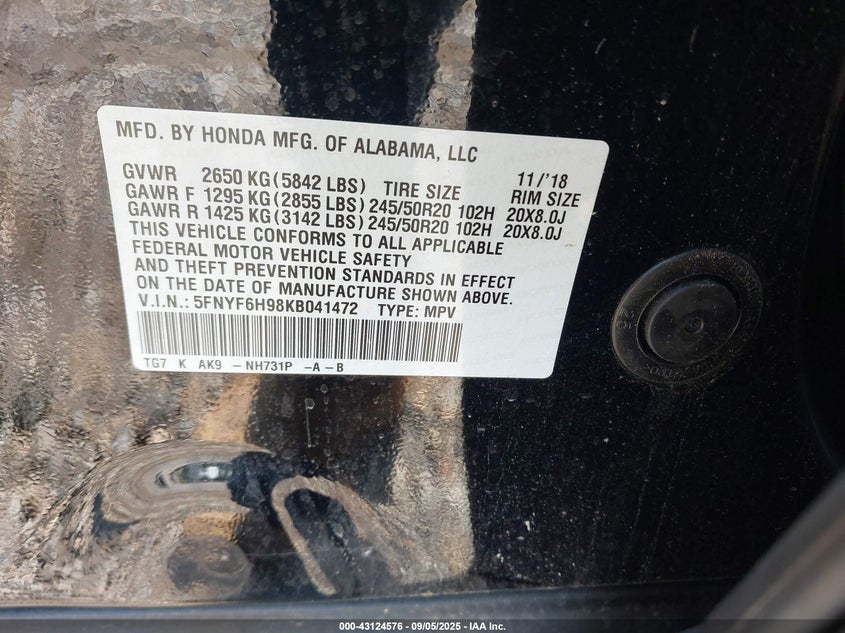 MFD. BY HONDA MFG. OF ALABAMA, LLC
GVWR 2650 KG(5842 LBS) TIRE SIZE 11/'18 RIM SIZE
GAWR F 1295 KG(2855 LBS)245/50R20 102H 20X8.0J
GAWR R 1425 KG(3142 LBS)245/50R20 102H 20X8.0J
THIS VEHICLE CONFORMS TO ALL APPLICABLE
FEDERAL MOTOR VEHICLE SAFETY
AND THEFT PREVENTION STANDARDS IN EFFECT
ON THE DATE OF MANUFACTURE SHOWN ABOVE.
V.I.N.: 5FNYF6H98KB041472 TYPE: MPV
TG7 K AK9 -NH731P -A-B
000-43124576 - 09/05/2025 - IAA Inc.